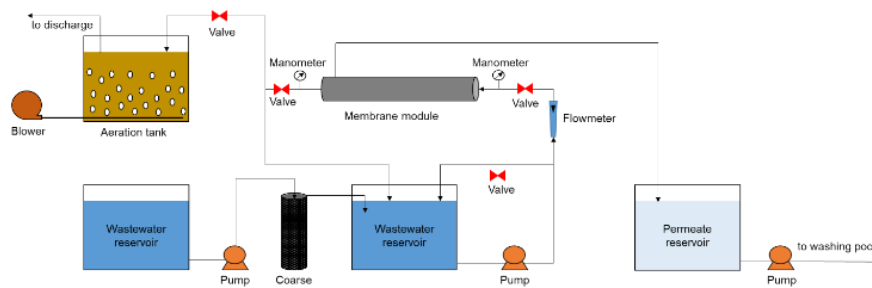 to discharge
Valve
Manometer
Manometer
Valve
Valve
Membrane module
Flowmeter
Blower
Aeration tank
Valve
Wastewater
reservoir
Wastewater
reservoir
Permeate
reservoir
to washing poo
Pump
Coarse
Pump
Pump